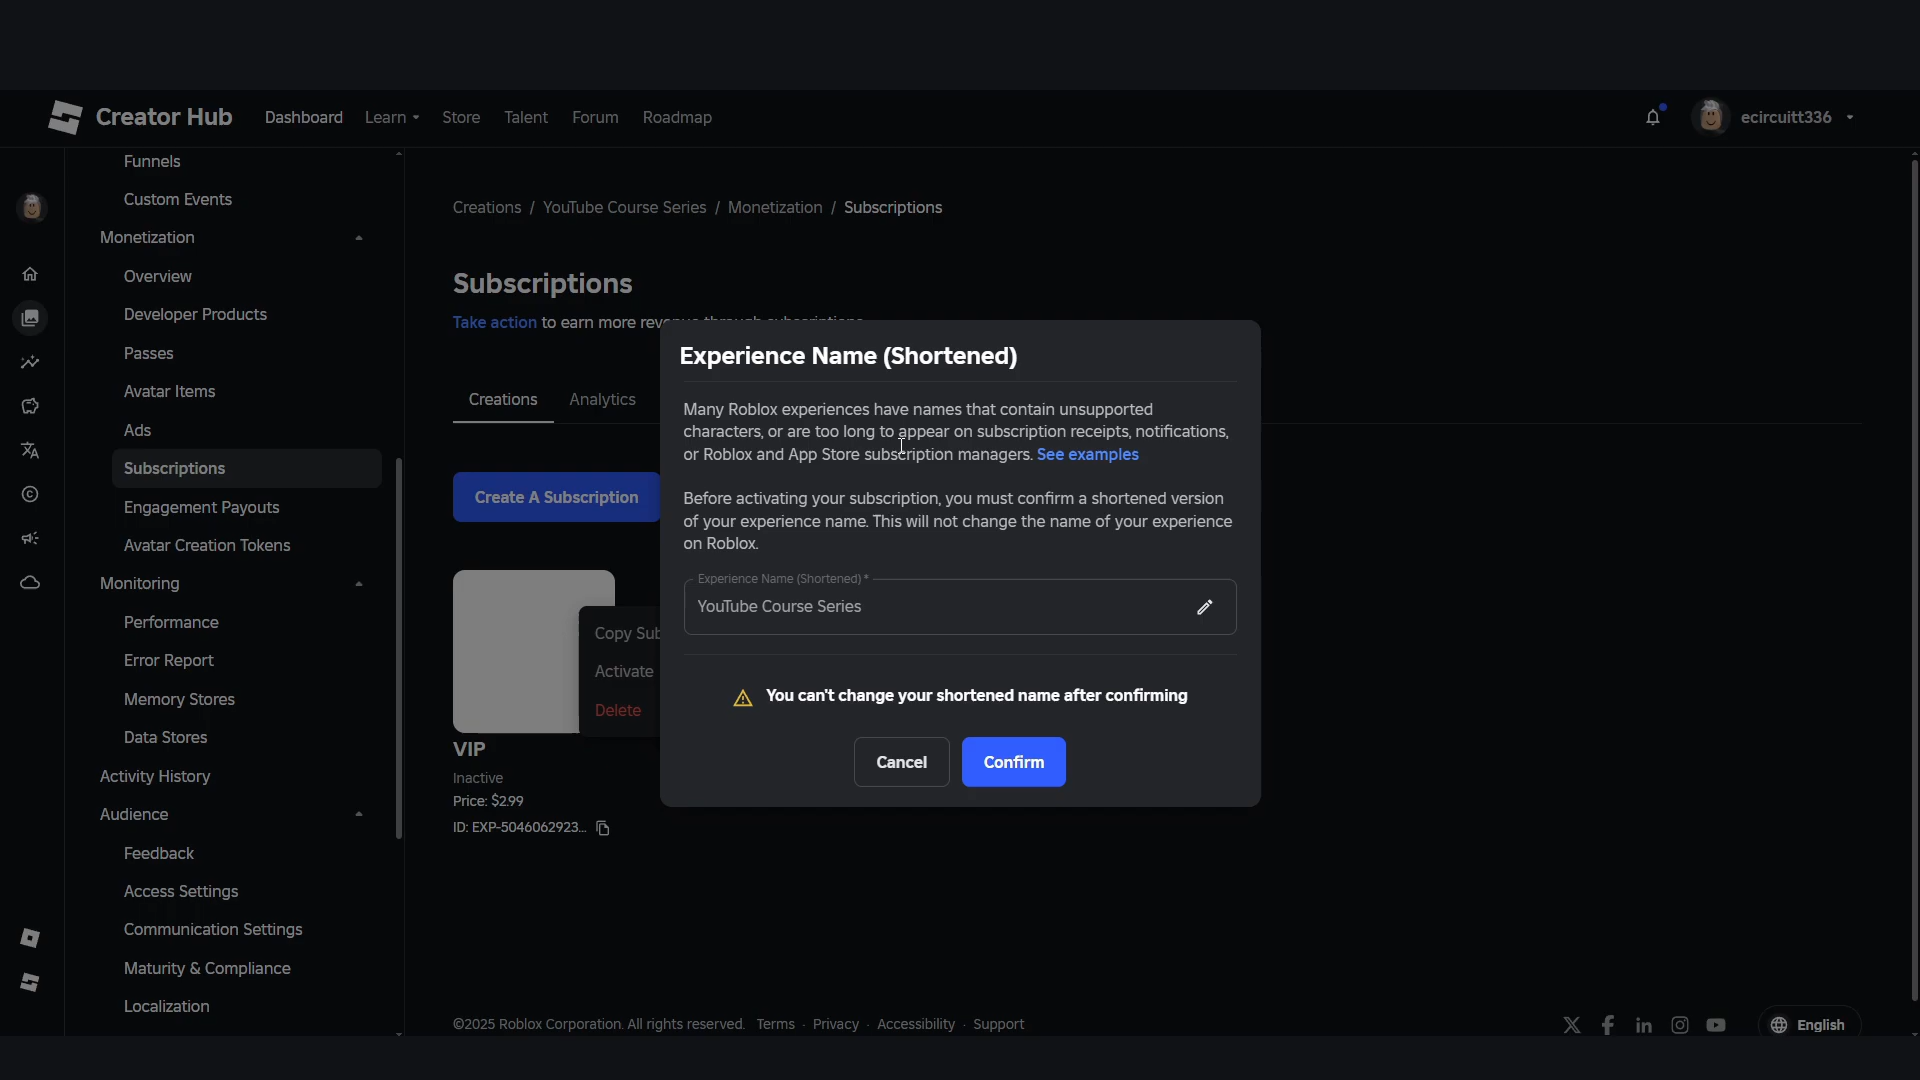 Creator Hub
Dashboard
Learn
Store
Talent
Forum
Roadmap
ecircuitt336
Funnels
Custom Events
Monetization
Overview
Developer Products
Passes
Avatar Items
Ads
Subscriptions
Engagement Payouts
Avatar Creation Tokens
Monitoring
Performance
Error Report
Memory Stores
Data Stores
Activity History
Audience
Feedback
Access Settings
Communication Settings
Maturity & Compliance
Localization
Creations / YouTube Course Series / Monetization / Subscriptions
Subscriptions
Take action to earn more revenue through subscriptions
Creations
Analytics
Create A Subscription
Copy Sub
Activate
Delete
VIP
Inactive
Price: $2.99
ID: EXP-5046062923...
Experience Name (Shortened)
Many Roblox experiences have names that contain unsupported
characters, or are too long to appear on subscription receipts, notifications,
or Roblox and App Store subscription managers. See examples
Before activating your subscription, you must confirm a shortened version
of your experience name. This will not change the name of your experience
on Roblox.
Experience Name (Shortened) *
YouTube Course Series
You can't change your shortened name after confirming
Cancel
Confirm
©2025 Roblox Corporation. All rights reserved. Terms · Privacy · Accessibility · Support
English